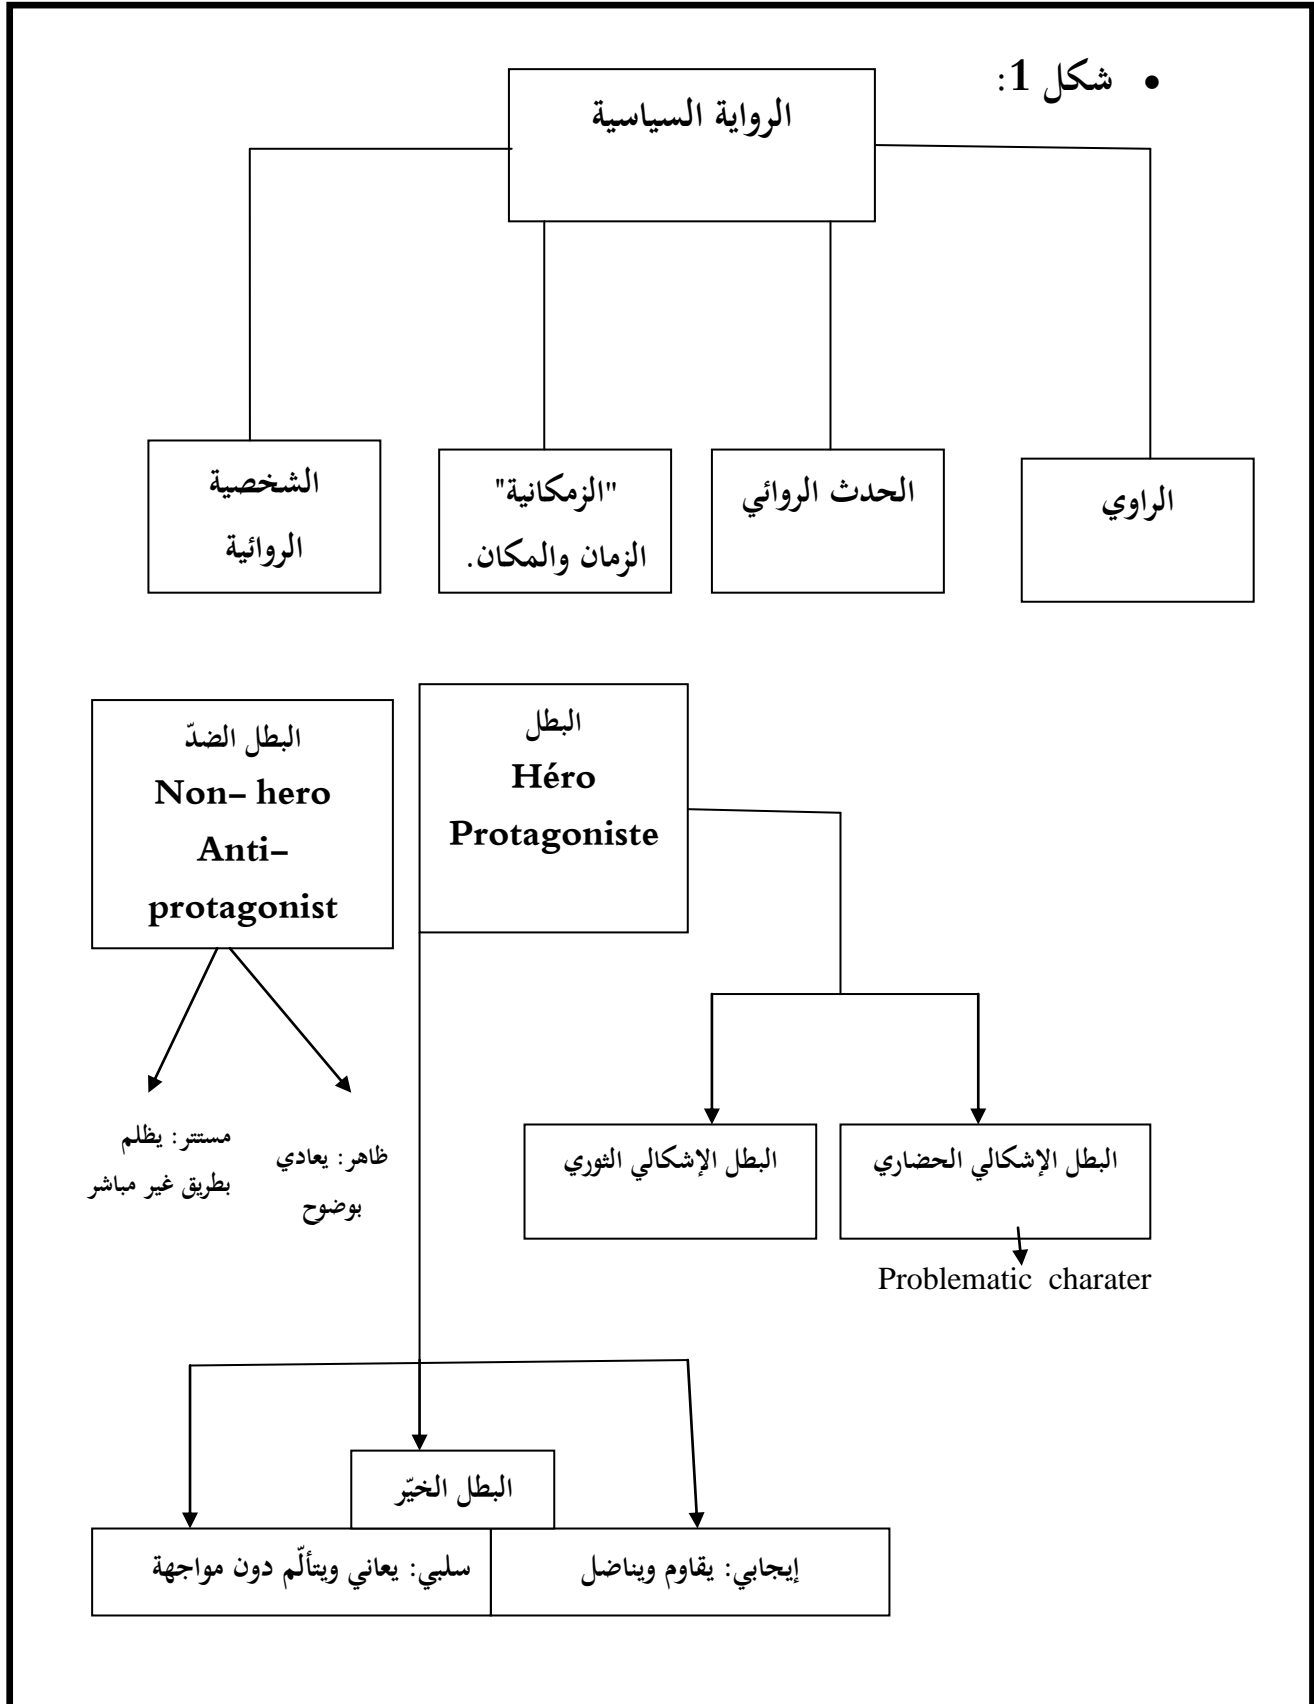 • شكل 1:
الرواية السياسية
الراوي
الحدث الروائي
"الزمكانية"
الزمان والمكان.
الشخصية
الروائية
البطل
Héro
Protagoniste
البطل الضدّ
Non– hero
Anti–
protagonist
البطل الإشكالي الحضاري
البطل الإشكالي الثوري
ظاهر: يعادي
بوضوح
مستتر: يظلم
بطريق غير مباشر
Problematic charater
البطل الخيّر
إيجابي: يقاوم ويناضل
سلبي: يعاني ويتألّم دون مواجهة